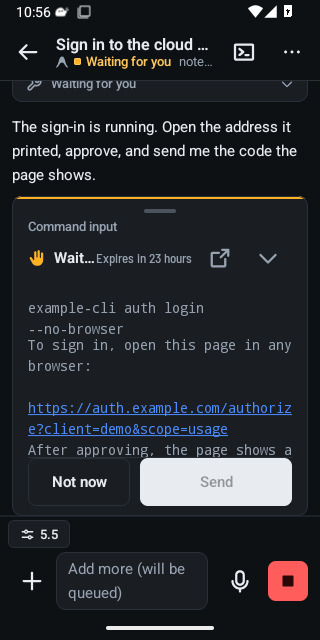 10:56
Sign in to the cloud ...
Waiting for you note...
Waiting for you
The sign-in is running. Open the address it
printed, approve, and send me the code the
page shows.
Command input
Wait... Expires in 23 hours
example-cli auth login
--no-browser
To sign in, open this page in any
browser:
https://auth.example.com/authoriz
e?client=demo&scope=usage
After approving, the page shows a
Not now
Send
5.5
Add more (will be
queued)